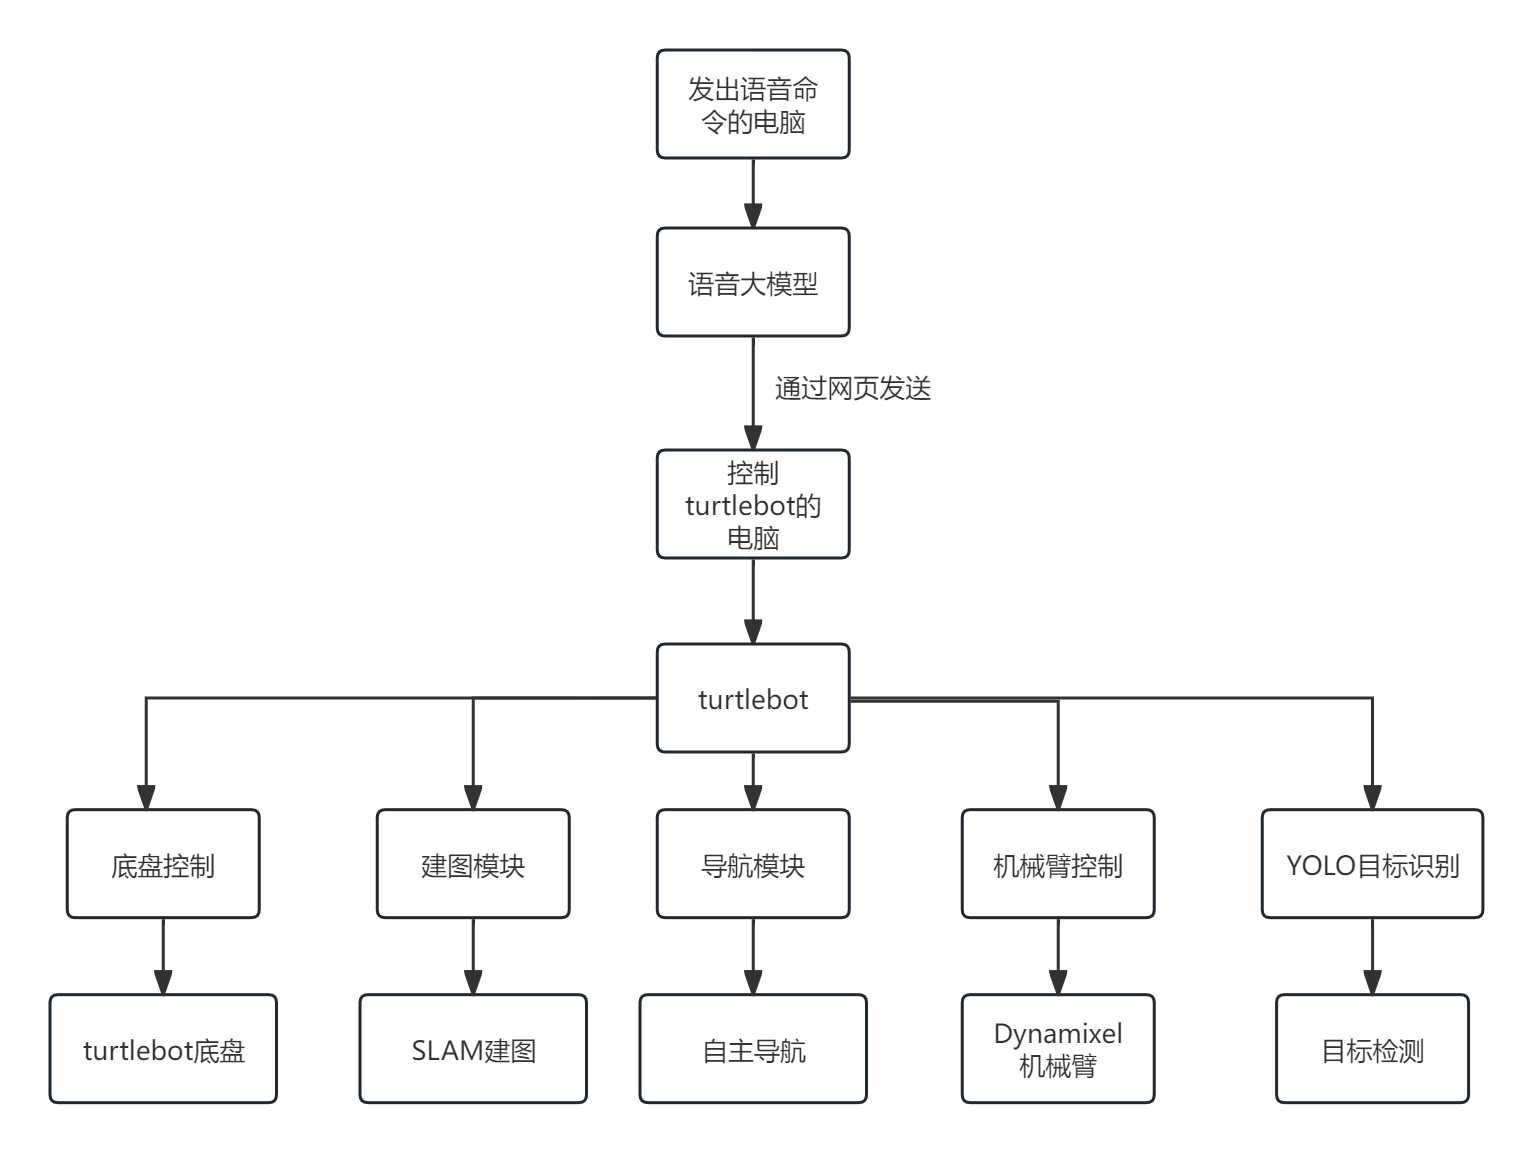 发出语音命
令的电脑
语音大模型
通过网页发送
控制
turtlebot的
电脑
turtlebot
底盘控制
建图模块
导航模块
机械臂控制
YOLO目标识别
turtlebot底盘
SLAM建图
自主导航
Dynamixel
机械臂
目标检测